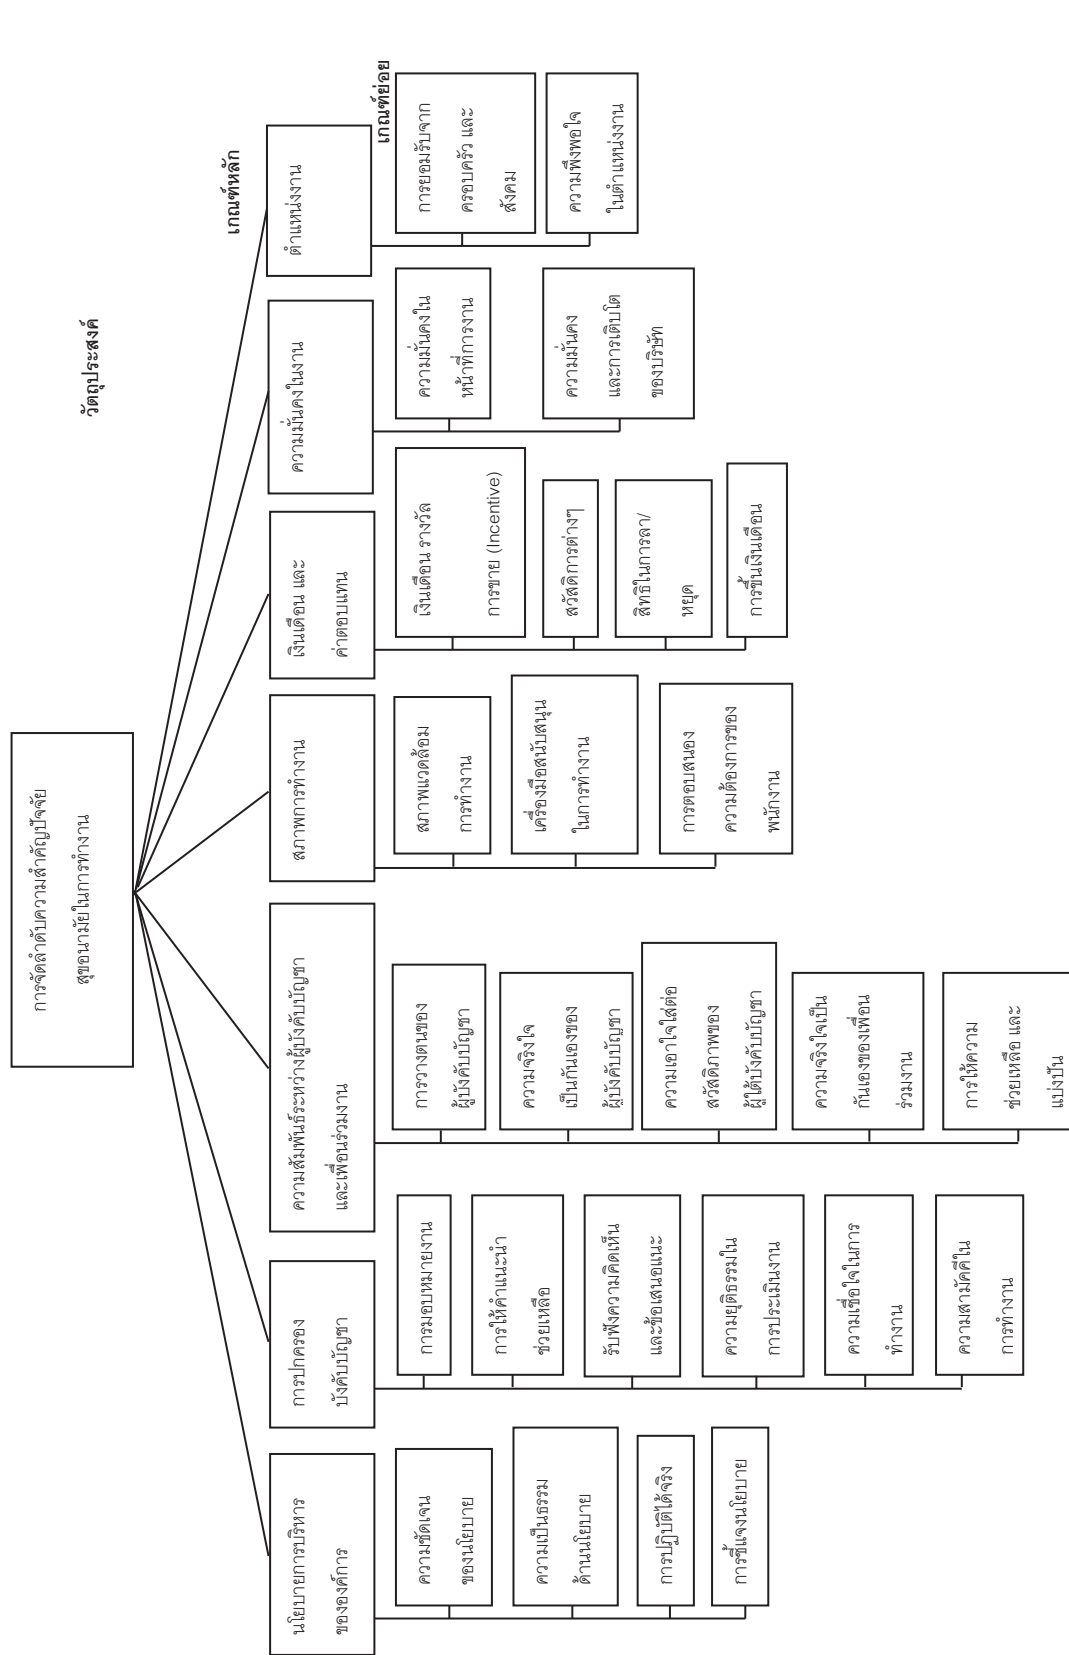 วัตถุประสงค์
การจัดลำดับความสำคัญปัจจัย
สุขอนามัยในการทำงาน
เกณฑ์หลัก
นโยบายการบริหาร
ขององค์การ
การปกครอง
บังคับบัญชา
ความสัมพันธ์ระหว่างผู้บังคับบัญชา
และเพื่อนร่วมงาน
สภาพการทำงาน
เงินเดือน และ
ค่าตอบแทน
ความมั่นคงในงาน
ตำแหน่งงาน
เกณฑ์ย่อย
ความชัดเจน
ของนโยบาย
ความเป็นธรรม
ด้านนโยบาย
การปฏิบัติได้จริง
การชี้แจงนโยบาย
การมอบหมายงาน
การให้คำแนะนำ
ช่วยเหลือ
รับฟังความคิดเห็น
และข้อเสนอแนะ
ความยุติธรรมใน
การประเมินงาน
ความเชื่อใจในการ
ทำงาน
ความสามัคคีใน
การทำงาน
การวางตนของ
ผู้บังคับบัญชา
ความจริงใจ
เป็นกันเองของ
ผู้บังคับบัญชา
ความเอาใจใส่ต่อ
สวัสดิภาพของ
ผู้ใต้บังคับบัญชา
ความจริงใจเป็น
กันเองของเพื่อน
ร่วมงาน
การให้ความ
ช่วยเหลือ และ
แบ่งปัน
สภาพแวดล้อม
การทำงาน
เครื่องมือสนับสนุน
ในการทำงาน
การตอบสนอง
ความต้องการของ
พนักงาน
เงินเดือน รางวัล
การขาย (Incentive)
สวัสดิการต่างๆ
สิทธิในการลา/
หยุด
การขึ้นเงินเดือน
ความมั่นคงใน
หน้าที่การงาน
ความมั่นคง
และการเติบโต
ของบริษัท
การยอมรับจาก
ครอบครัว และ
สังคม
ความพึงพอใจ
ในตำแหน่งงาน